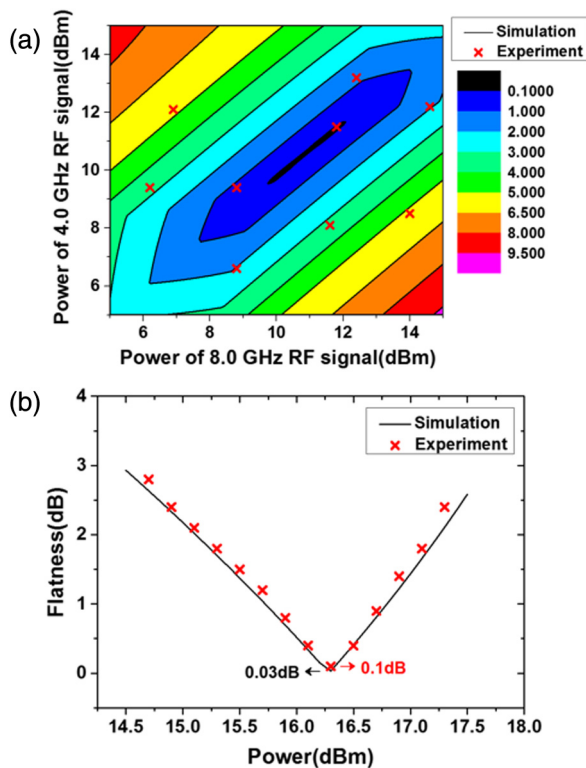 (a)
Power of 4.0 GHz RF signal(dBm)
14
12
10
8
6
6 8 10 12 14
Power of 8.0 GHz RF signal(dBm)
Simulation
Experiment
0.1000
1.000
2.000
3.000
4.000
5.000
6.500
8.000
9.500
(b)
Flatness(dB)
4
3
2
1
0
Simulation
Experiment
0.03dB
0.1dB
14.5 15.0 15.5 16.0 16.5 17.0 17.5 18.0
Power(dBm)